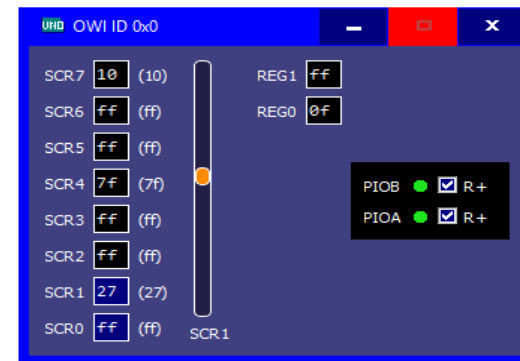 UNO OWI ID 0x0
SCR7 10 (10) REG1 ff
SCR6 ff (ff) REG0 0f
SCR5 ff (ff)
SCR4 7f (7f) PIOB R+
SCR3 ff (ff) PIOA R+
SCR2 ff (ff)
SCR1 27 (27)
SCR0 ff (ff) SCR1